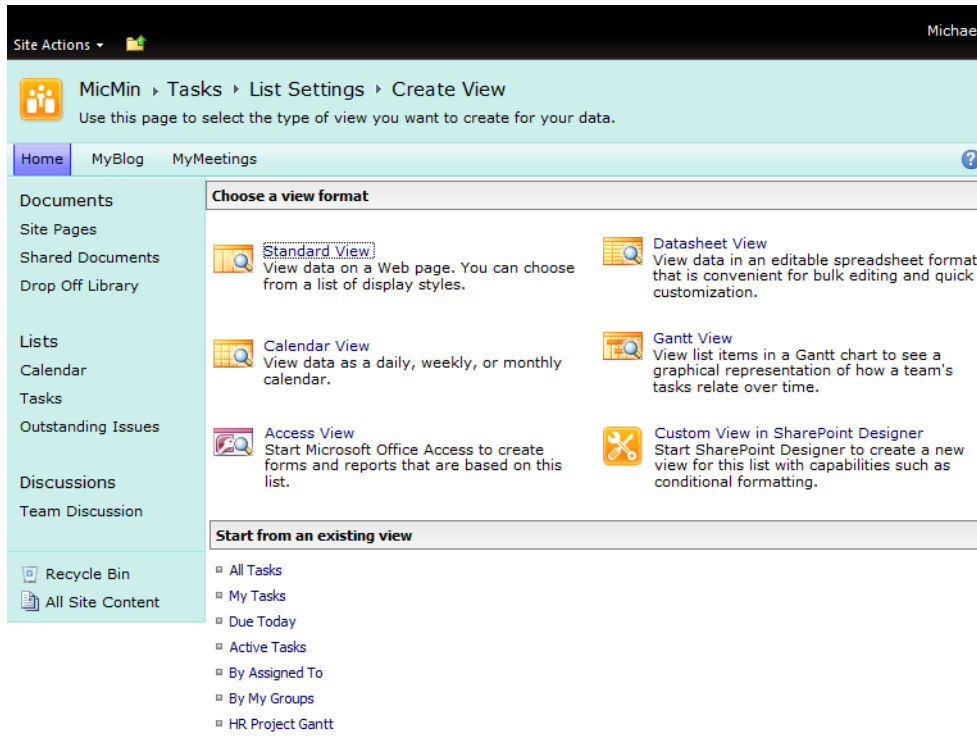 Michae
Site Actions
MicMin Tasks List Settings Create View
Use this page to select the type of view you want to create for your data.
Home MyBlog MyMeetings
?
Documents
Site Pages
Shared Documents
Drop Off Library
Lists
Calendar
Tasks
Outstanding Issues
Discussions
Team Discussion
Recycle Bin
All Site Content
Choose a view format
Standard View
View data on a Web page. You can choose
from a list of display styles.
Datasheet View
View data in an editable spreadsheet format
that is convenient for bulk editing and quick
customization.
Calendar View
View data as a daily, weekly, or monthly
calendar.
Gantt View
View list items in a Gantt chart to see a
graphical representation of how a team's
tasks relate over time.
Access View
Start Microsoft Office Access to create
forms and reports that are based on this
list.
Custom View in SharePoint Designer
Start SharePoint Designer to create a new
view for this list with capabilities such as
conditional formatting.
Start from an existing view
All Tasks
My Tasks
Due Today
Active Tasks
By Assigned To
By My Groups
HR Project Gantt